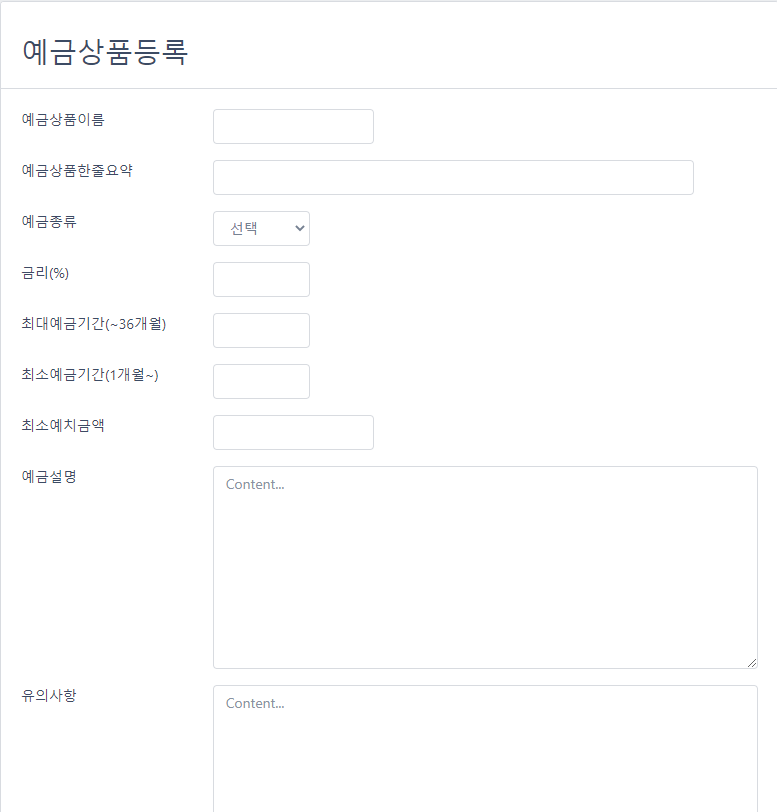 예금상품등록
예금상품이름
예금상품한줄요약
예금종류
선택
금리(%)
최대예금기간(~36개월)
최소예금기간(1개월~)
최소예치금액
예금설명
Content...
유의사항
Content...